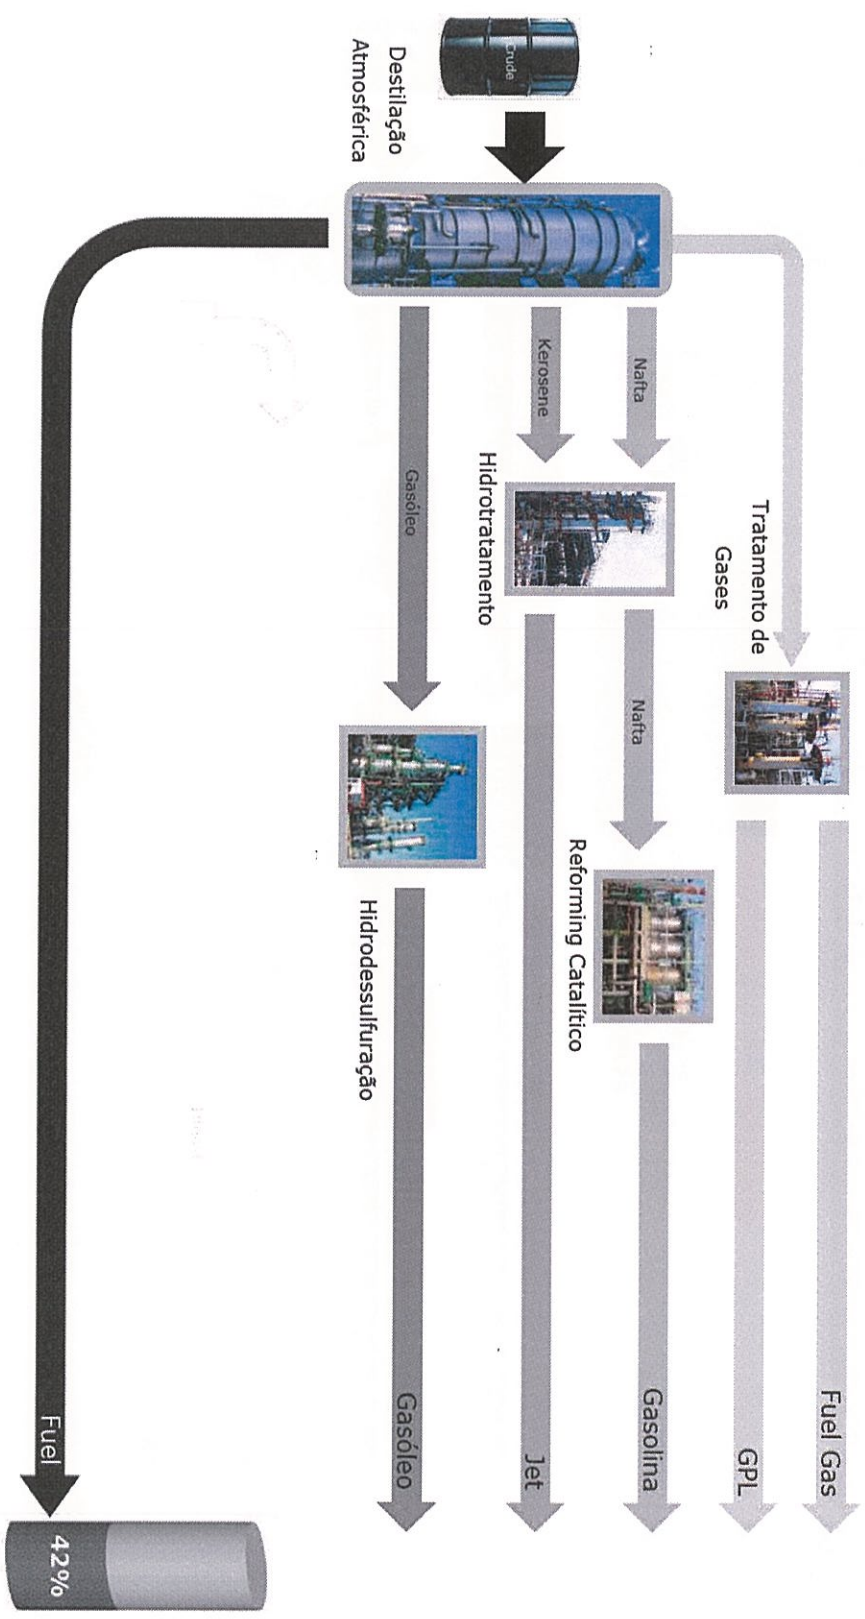 Crude
Destilação
Atmosférica
Nafta
Kerosene
Gasóleo
Hidrotratamento
Tratamento de
Gases
Nafta
Reforming Catalítico
Hidrodessulfuração
Fuel Gas
GPL
Gasolina
Jet
Gasóleo
Fuel
42%